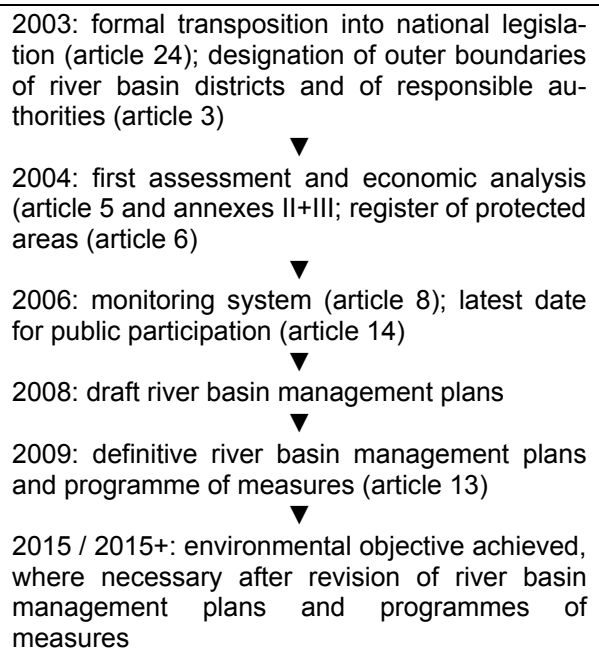 2003: formal transposition into national legisla-
tion (article 24); designation of outer boundaries
of river basin districts and of responsible au-
thorities (article 3)
▼
2004: first assessment and economic analysis
(article 5 and annexes II+III; register of protected
areas (article 6)
▼
2006: monitoring system (article 8); latest date
for public participation (article 14)
▼
2008: draft river basin management plans
▼
2009: definitive river basin management plans
and programme of measures (article 13)
▼
2015 / 2015+: environmental objective achieved,
where necessary after revision of river basin
management plans and programmes of
measures